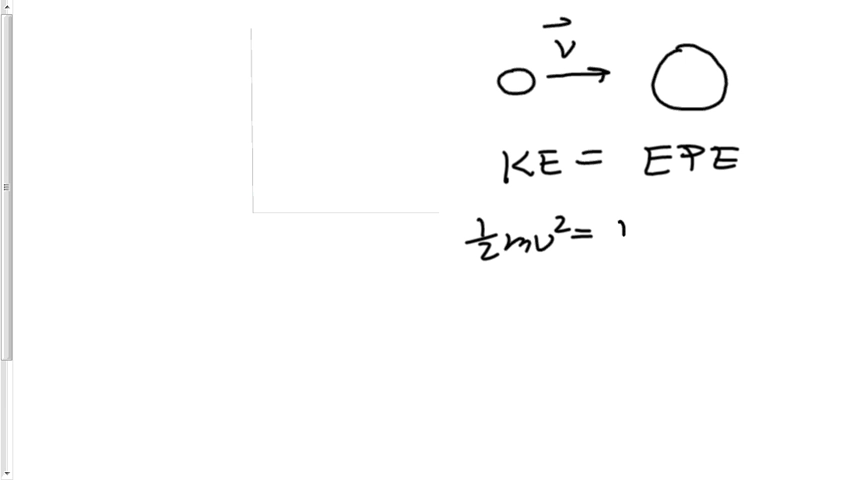 v
KE = EPE
½mv² =